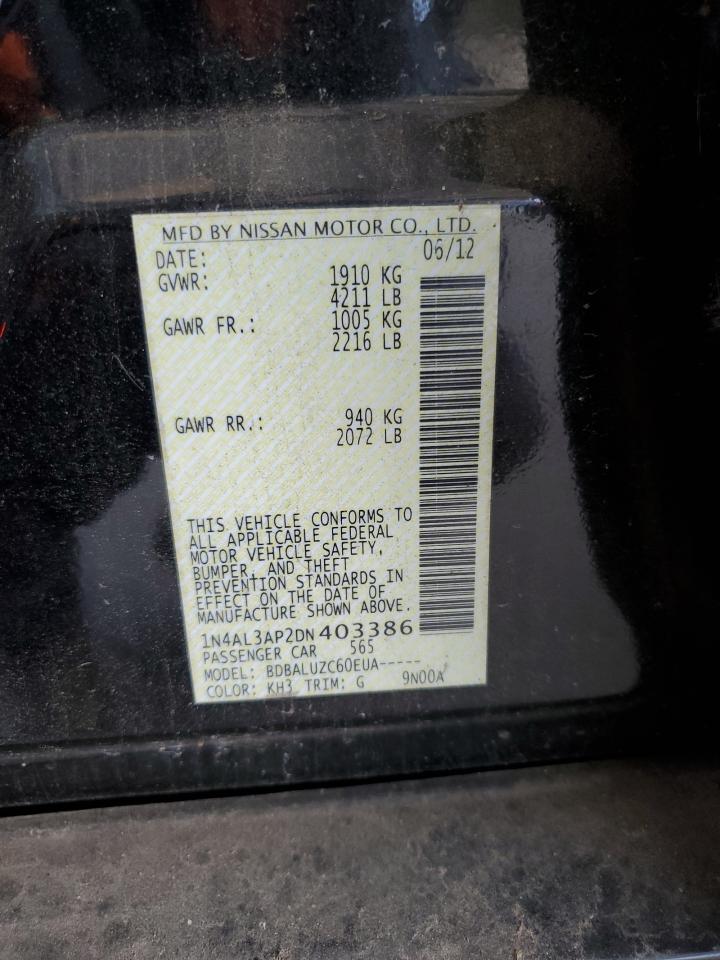 MFD BY NISSAN MOTOR CO., LTD.
DATE: 06/12
GVWR: 1910 KG
4211 LB
GAWR FR.: 1005 KG
2216 LB
GAWR RR.: 940 KG
2072 LB
THIS VEHICLE CONFORMS TO
ALL APPLICABLE FEDERAL
MOTOR VEHICLE SAFETY,
BUMPER, AND THEFT
PREVENTION STANDARDS IN
EFFECT ON THE DATE OF
MANUFACTURE SHOWN ABOVE.
1N4AL3AP2DN403386
PASSENGER CAR 565
MODEL: BDBALUZC60EUA-----
COLOR: KH3 TRIM: G 9N00A